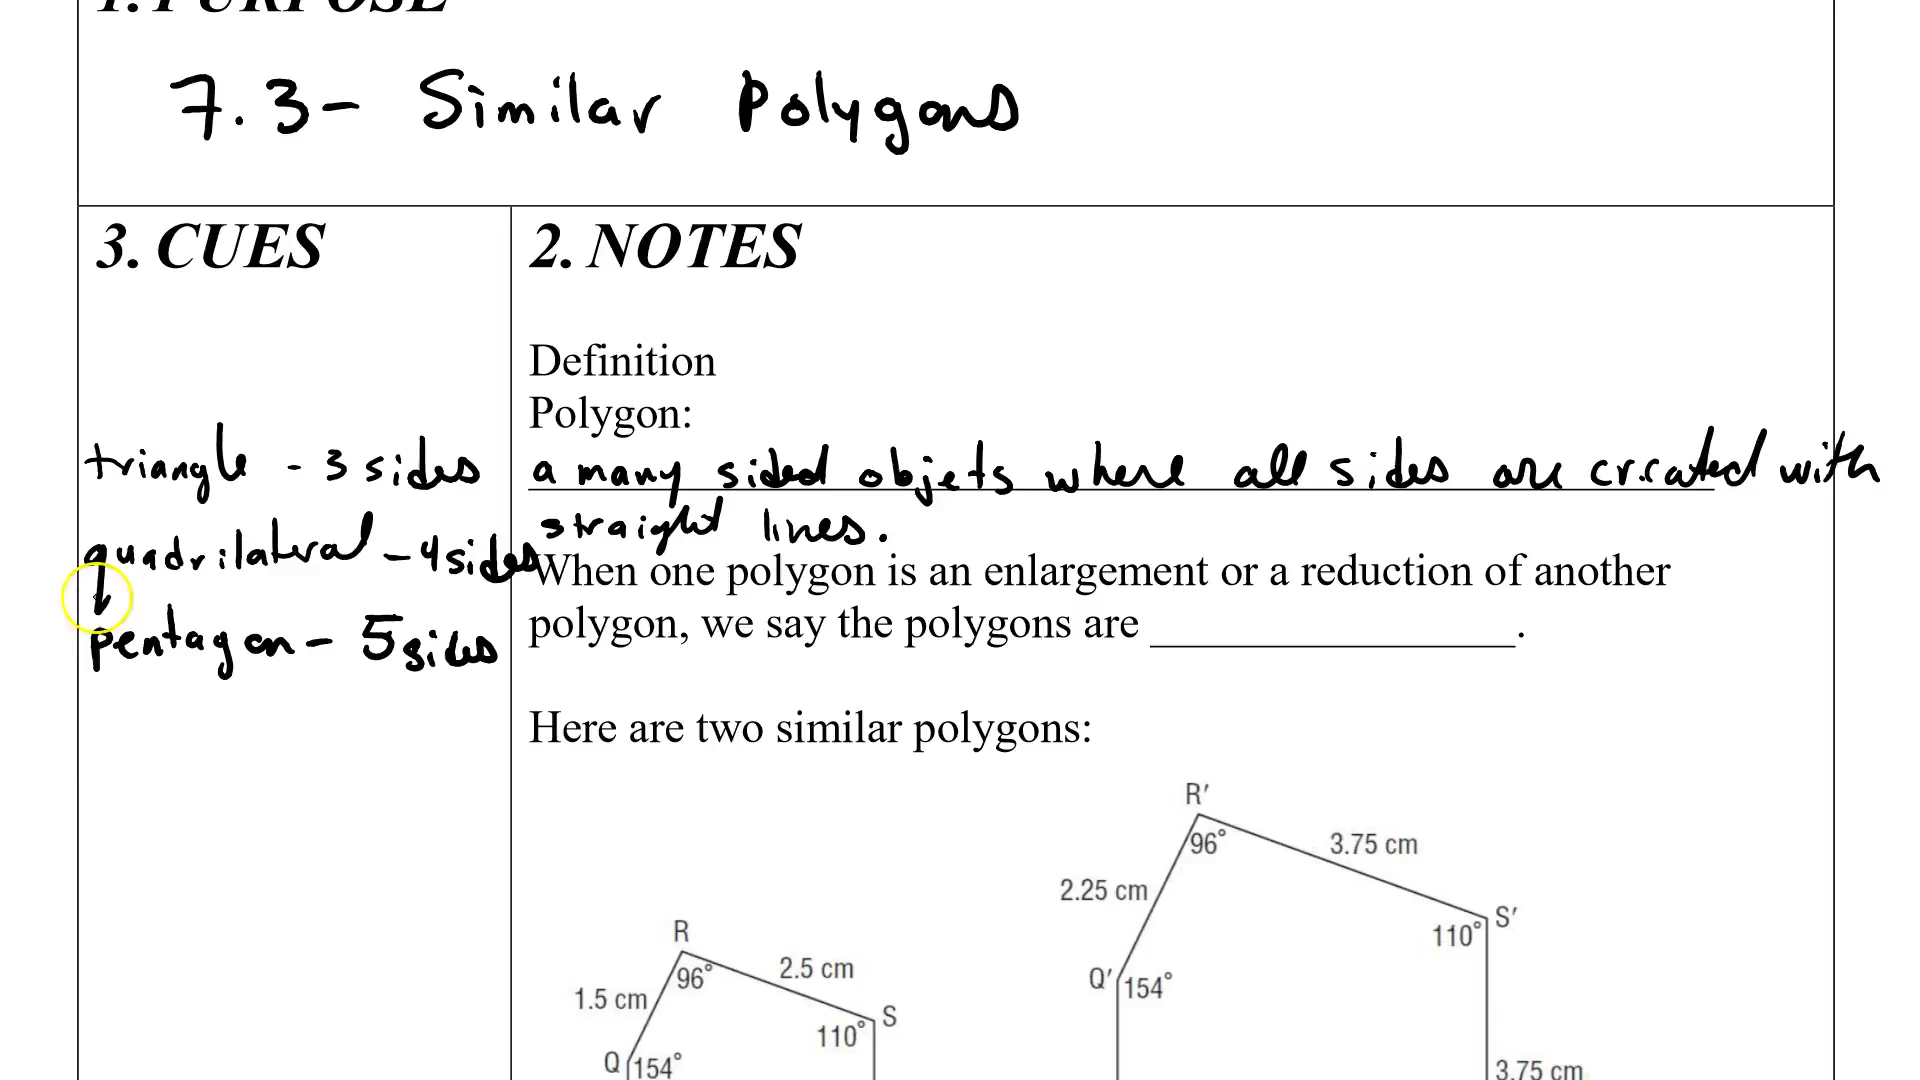 1. PURPOSE
7.3- Similar Polygons
3. CUES
triangle - 3 sides
quadrilateral - 4 sides
pentagon - 5 sides
2. NOTES
Definition
Polygon:
a many sided objets where all sides are created with
straight lines.
When one polygon is an enlargement or a reduction of another
polygon, we say the polygons are ________________.
Here are two similar polygons:
R′
96°
3.75 cm
2.25 cm
S′
110°
Q′ 154°
3.75 cm
R
96°
2.5 cm
1.5 cm
S
110°
Q 154°